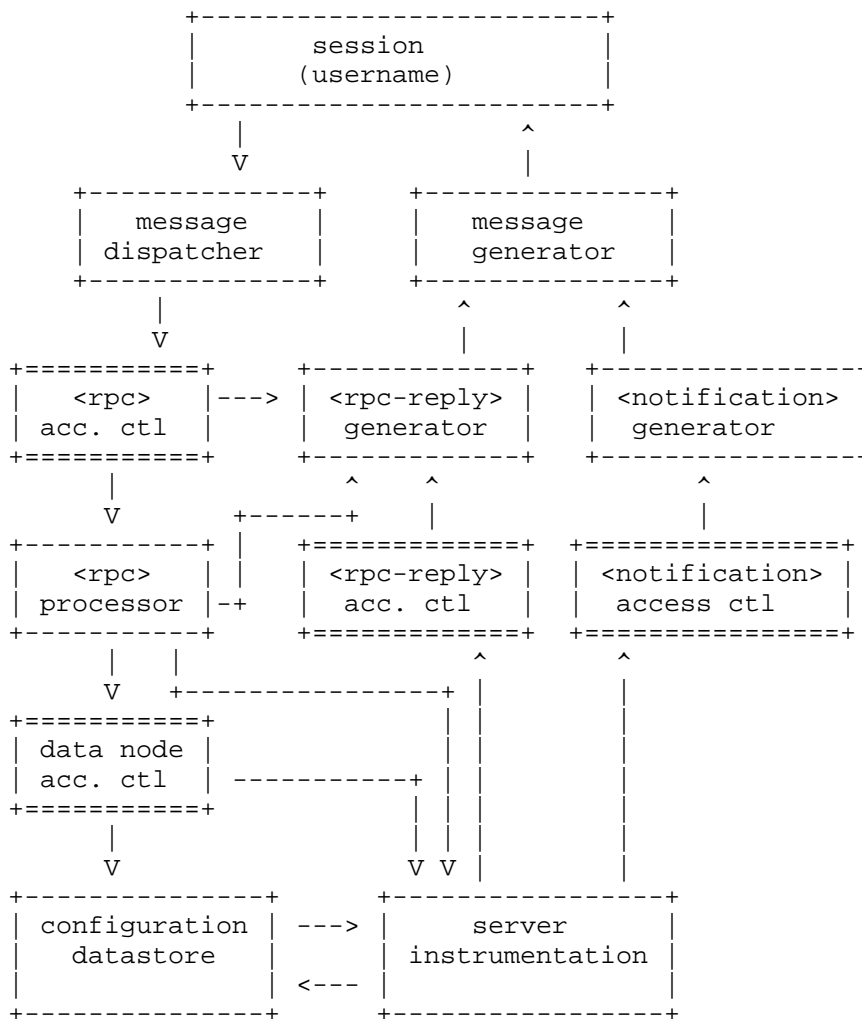 session
(username)
message
dispatcher
message
generator
<rpc>
acc. ctl
<rpc-reply>
generator
<notification>
generator
<rpc>
processor
<rpc-reply>
acc. ctl
<notification>
access ctl
data node
acc. ctl
configuration
datastore
server
instrumentation